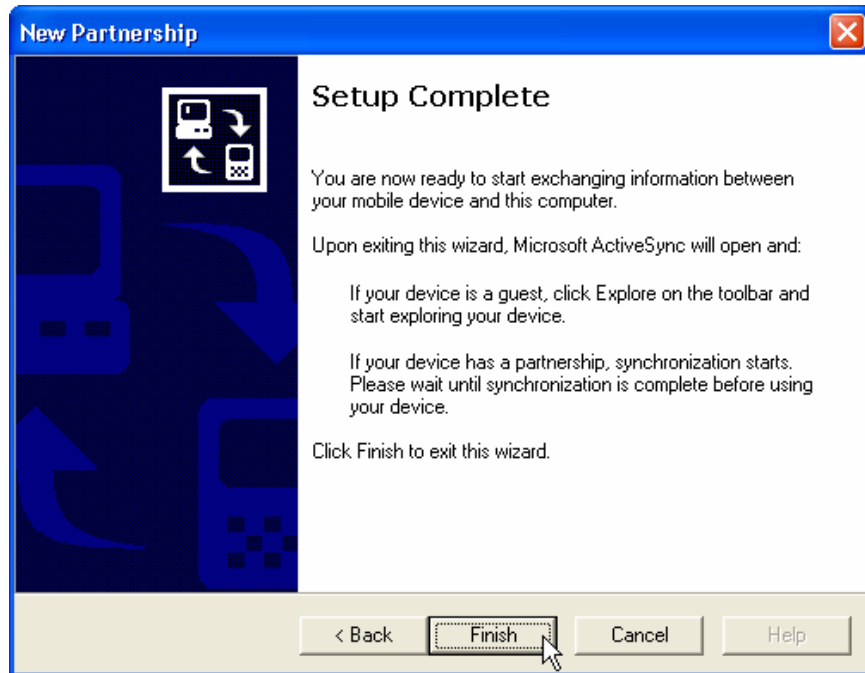 New Partnership
Setup Complete
You are now ready to start exchanging information between
your mobile device and this computer.
Upon exiting this wizard, Microsoft ActiveSync will open and:
If your device is a guest, click Explore on the toolbar and
start exploring your device.
If your device has a partnership, synchronization starts.
Please wait until synchronization is complete before using
your device.
Click Finish to exit this wizard.
< Back Finish Cancel Help